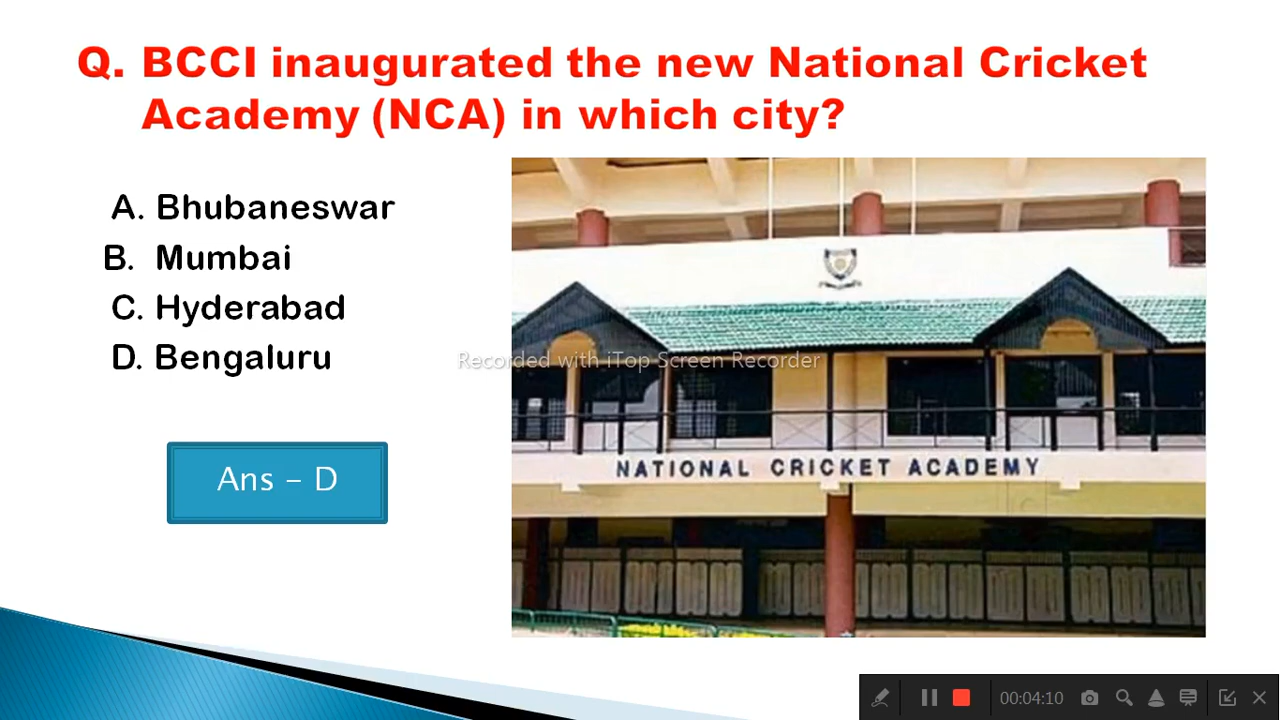 Q. BCCI inaugurated the new National Cricket
Academy (NCA) in which city?
A. Bhubaneswar
B. Mumbai
C. Hyderabad
D. Bengaluru
Recorded with iTop Screen Recorder
NATIONAL CRICKET ACADEMY
Ans – D
00:04:10